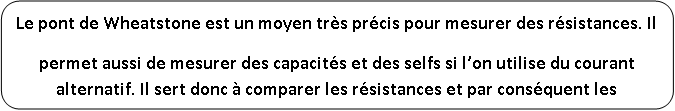 Le pont de Wheatstone est un moyen très précis pour mesurer des résistances. Il
permet aussi de mesurer des capacités et des selfs si l’on utilise du courant
alternatif. Il sert donc à comparer les résistances et par conséquent les